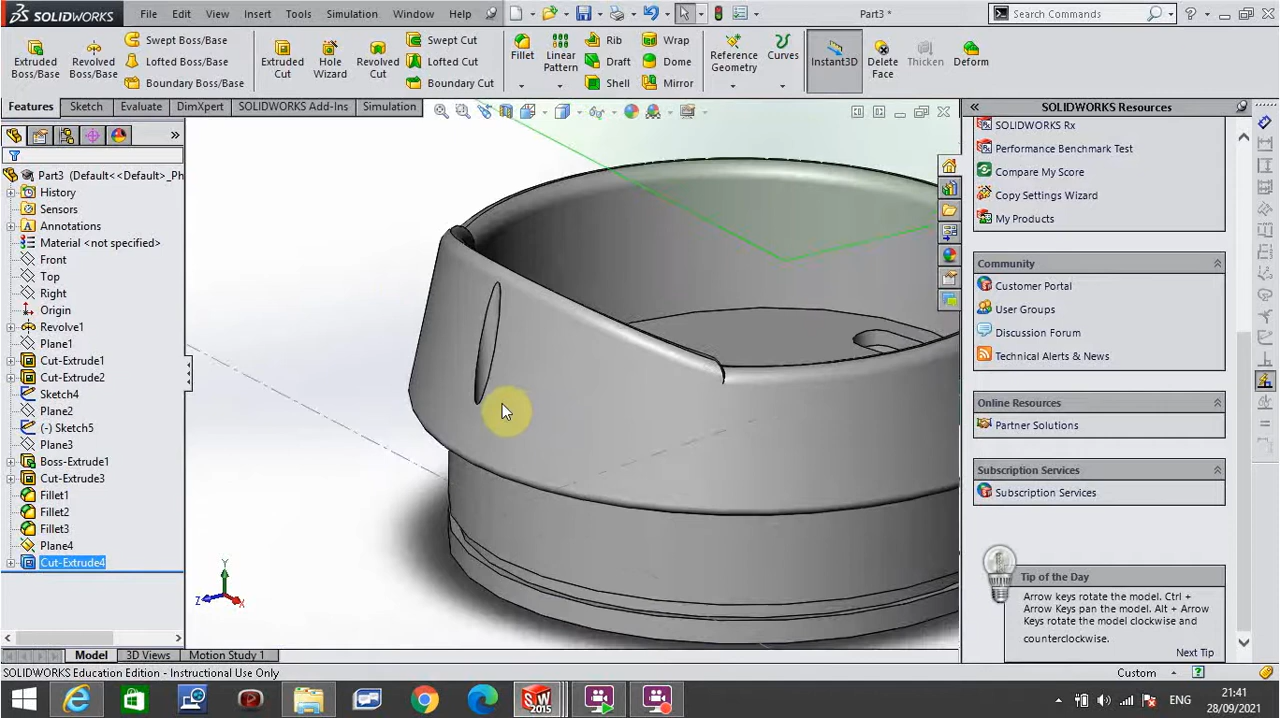 SOLIDWORKS File Edit View Insert Tools Simulation Window Help Part3 * Search Commands
Extruded Boss/Base
Revolved Boss/Base
Swept Boss/Base
Lofted Boss/Base
Boundary Boss/Base
Extruded Cut
Hole Wizard
Revolved Cut
Swept Cut
Lofted Cut
Boundary Cut
Fillet
Linear Pattern
Rib
Draft
Shell
Wrap
Dome
Mirror
Reference Geometry
Curves
Instant3D
Delete Face
Thicken
Deform
Features Sketch Evaluate DimXpert SOLIDWORKS Add-Ins Simulation
Part3 (Default<<Default>_Ph
History
Sensors
Annotations
Material <not specified>
Front
Top
Right
Origin
Revolve1
Plane1
Cut-Extrude1
Cut-Extrude2
Sketch4
Plane2
(-) Sketch5
Plane3
Boss-Extrude1
Cut-Extrude3
Fillet1
Fillet2
Fillet3
Plane4
Cut-Extrude4
Y
Z
X
SOLIDWORKS Resources
SOLIDWORKS Rx
Performance Benchmark Test
Compare My Score
Copy Settings Wizard
My Products
Community
Customer Portal
User Groups
Discussion Forum
Technical Alerts & News
Online Resources
Partner Solutions
Subscription Services
Subscription Services
Tip of the Day
Arrow keys rotate the model. Ctrl +
Arrow Keys pan the model. Alt + Arrow
Keys rotate the model clockwise and
counterclockwise.
Next Tip
Model 3D Views Motion Study 1
SOLIDWORKS Education Edition - Instructional Use Only
Custom
SW
2015
ENG
21:41
28/09/2021